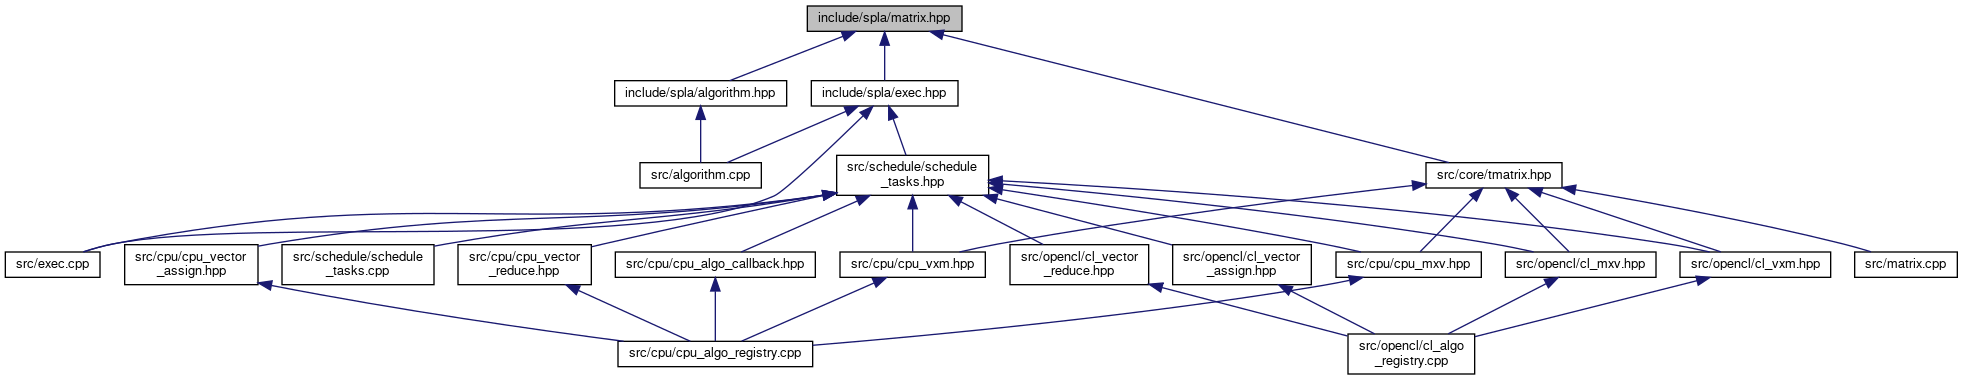 include/spla/matrix.hpp
include/spla/algorithm.hpp
include/spla/exec.hpp
src/algorithm.cpp
src/schedule/schedule
_tasks.hpp
src/core/tmatrix.hpp
src/exec.cpp
src/cpu/cpu_vector
_assign.hpp
src/schedule/schedule
_tasks.cpp
src/cpu/cpu_vector
_reduce.hpp
src/cpu/cpu_algo_callback.hpp
src/cpu/cpu_vxm.hpp
src/opencl/cl_vector
_reduce.hpp
src/opencl/cl_vector
_assign.hpp
src/cpu/cpu_mxv.hpp
src/opencl/cl_mxv.hpp
src/opencl/cl_vxm.hpp
src/matrix.cpp
src/cpu/cpu_algo_registry.cpp
src/opencl/cl_algo
_registry.cpp